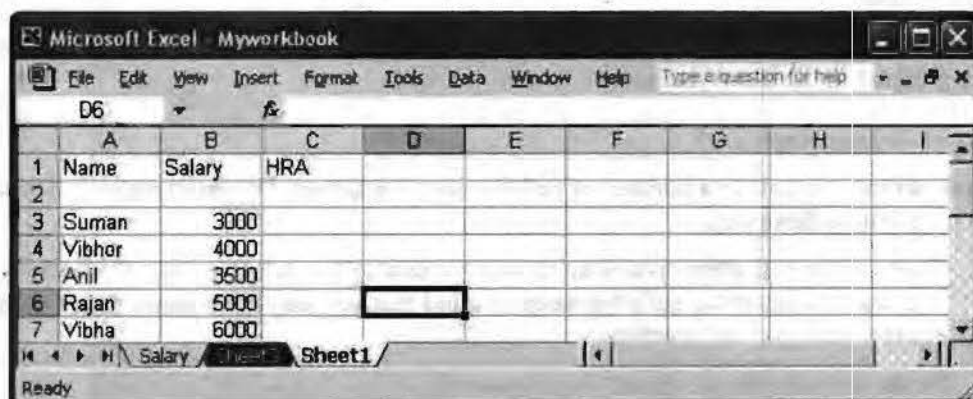 Microsoft Excel - Myworkbook
File Edit View Insert Format Tools Data Window Help Type a question for help
D6 fx
A B C D E F G H I
1 Name Salary HRA
2
3 Suman 3000
4 Vibhor 4000
5 Anil 3500
6 Rajan 5000
7 Vibha 6000
Salary Sheet1
Ready